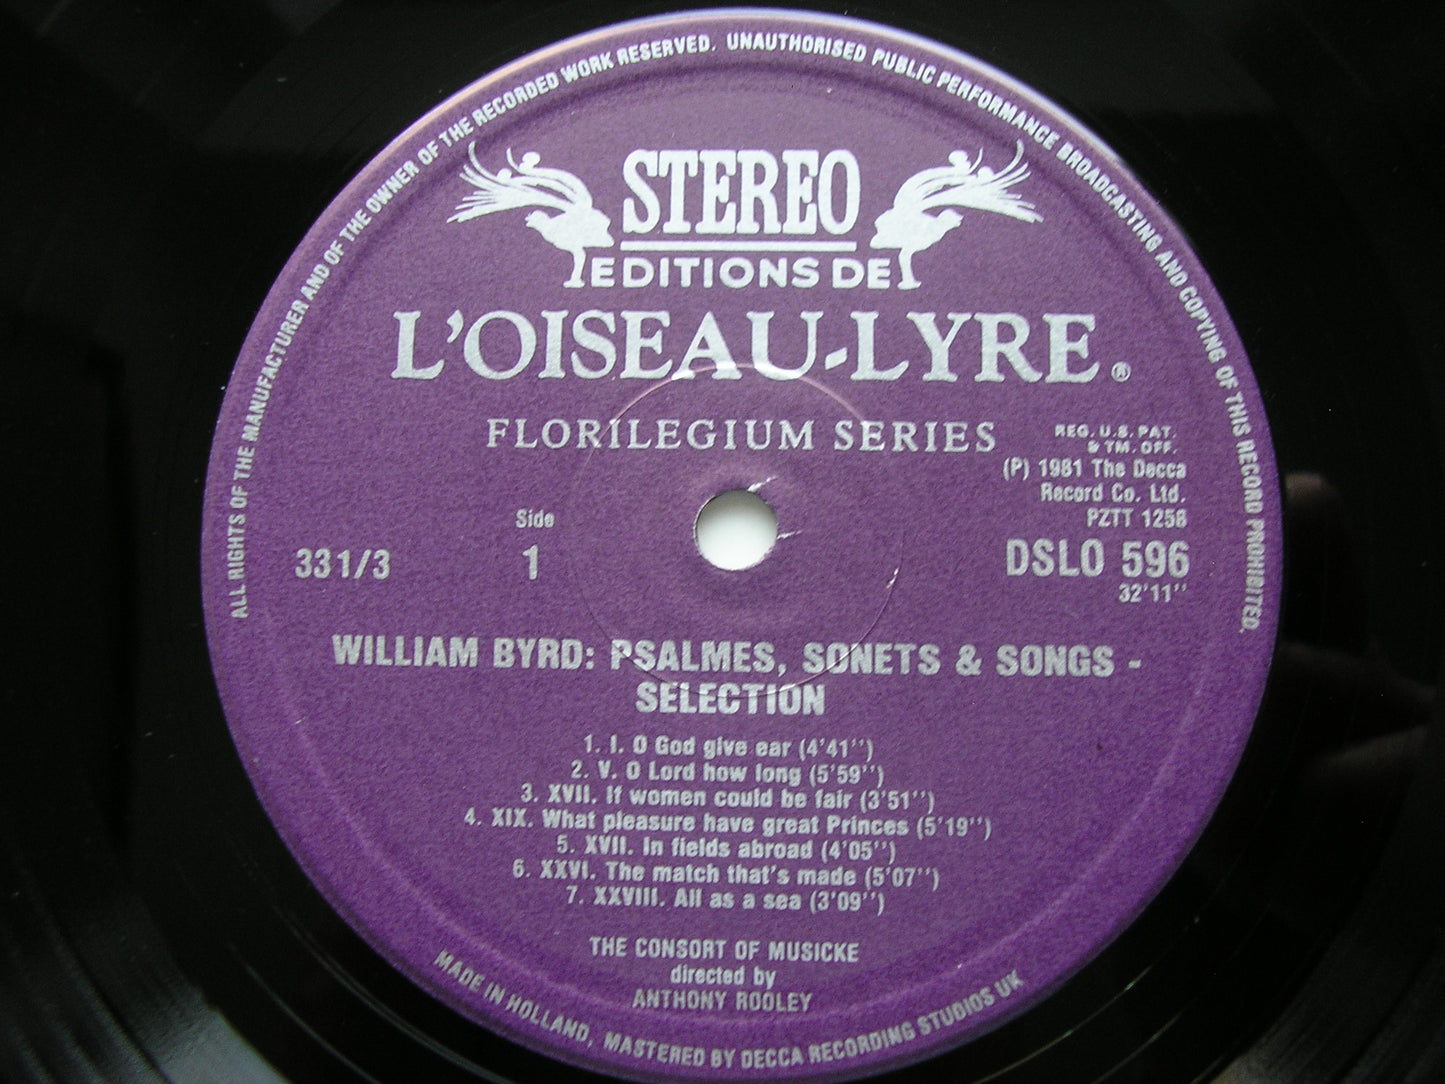 ALL RIGHTS OF THE MANUFACTURER AND OF THE OWNER OF THE RECORDED WORK RESERVED. UNAUTHORISED PUBLIC PERFORMANCE BROADCASTING AND COPYING OF THIS RECORD PROHIBITED.
STEREO
EDITIONS DE
L'OISEAU-LYRE ®
FLORILEGIUM SERIES
REG. U.S. PAT.
& TM. OFF.
(P) 1981 The Decca
Record Co. Ltd.
PZTT 1258
Side
33 1/3 1 DSLO 596
32'11''
WILLIAM BYRD: PSALMES, SONETS & SONGS -
SELECTION
1. I. O God give ear (4'41'')
2. V. O Lord how long (5'59'')
3. XVII. If women could be fair (3'51'')
4. XIX. What pleasure have great Princes (5'19'')
5. XVII. In fields abroad (4'05'')
6. XXVI. The match that's made (5'07'')
7. XXVIII. All as a sea (3'09'')
THE CONSORT OF MUSICKE
directed by
ANTHONY ROOLEY
MADE IN HOLLAND, MASTERED BY DECCA RECORDING STUDIOS UK